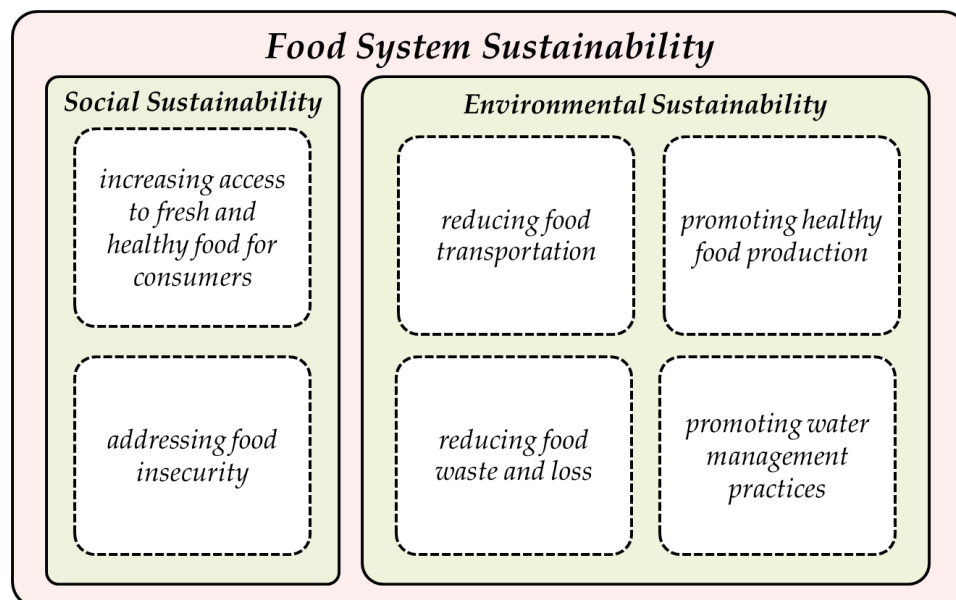 Food System Sustainability
Social Sustainability
increasing access
to fresh and
healthy food for
consumers
addressing food
insecurity
Environmental Sustainability
reducing food
transportation
promoting healthy
food production
reducing food
waste and loss
promoting water
management
practices